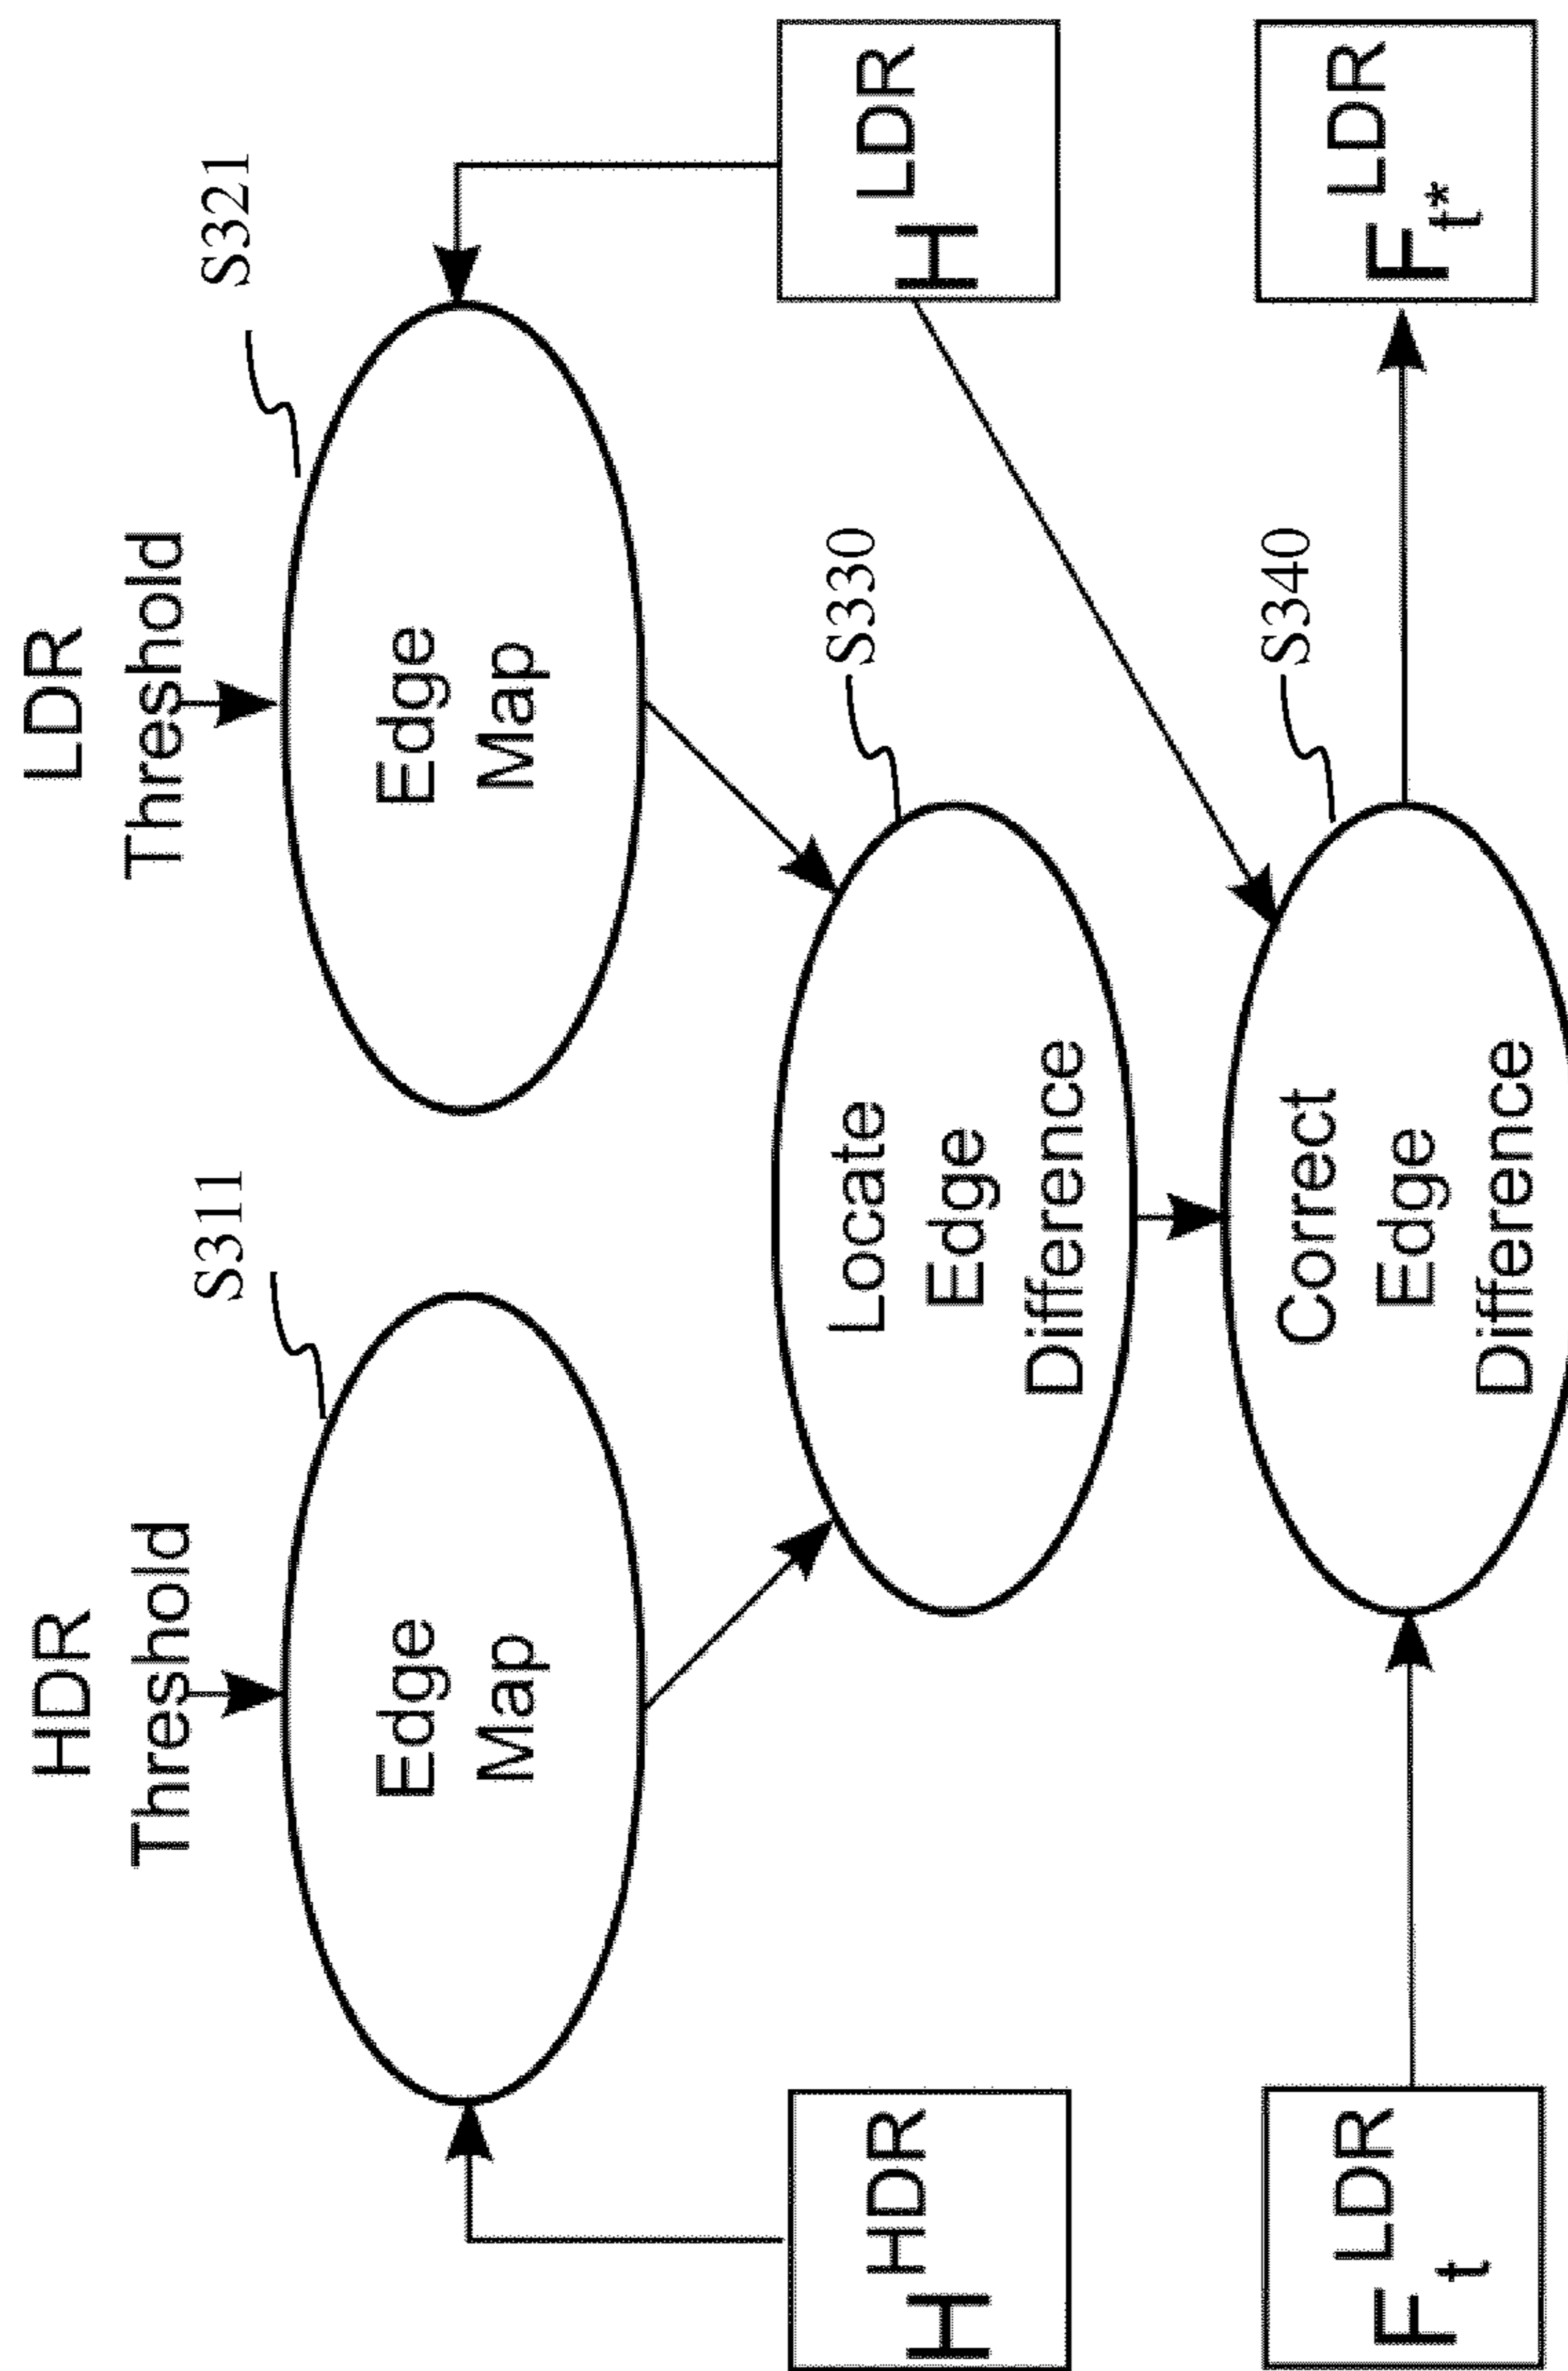 HDR
Threshold
LDR
Threshold
S311
S321
Edge
Map
Edge
Map
H^HDR
Locate
Edge
Difference
S330
H^LDR
F_t^LDR
Correct
Edge
Difference
S340
F_t*^LDR